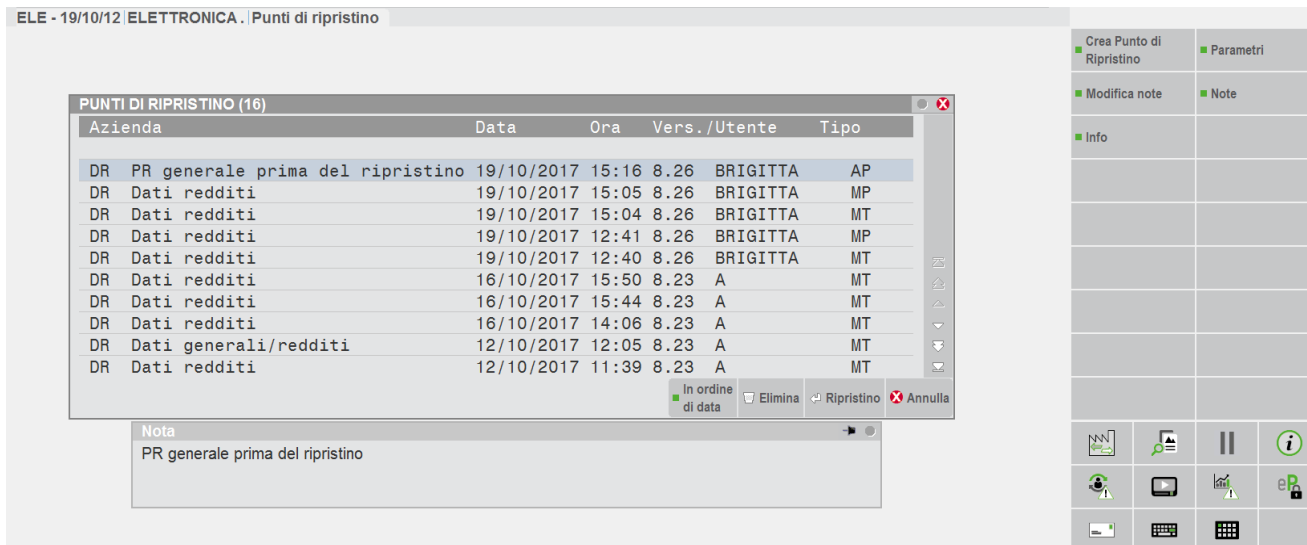 ELE - 19/10/12 ELETTRONICA . Punti di ripristino
Crea Punto di
Ripristino
Parametri
Modifica note
Note
Info
PUNTI DI RIPRISTINO (16)
Azienda Data Ora Vers./Utente Tipo
DR PR generale prima del ripristino 19/10/2017 15:16 8.26 BRIGITTA AP
DR Dati redditi 19/10/2017 15:05 8.26 BRIGITTA MP
DR Dati redditi 19/10/2017 15:04 8.26 BRIGITTA MT
DR Dati redditi 19/10/2017 12:41 8.26 BRIGITTA MP
DR Dati redditi 19/10/2017 12:40 8.26 BRIGITTA MT
DR Dati redditi 16/10/2017 15:50 8.23 A MT
DR Dati redditi 16/10/2017 15:44 8.23 A MT
DR Dati redditi 16/10/2017 14:06 8.23 A MT
DR Dati generali/redditi 12/10/2017 12:05 8.23 A MT
DR Dati redditi 12/10/2017 11:39 8.23 A MT
In ordine
di data
Elimina
Ripristino
Annulla
Nota
PR generale prima del ripristino
eP